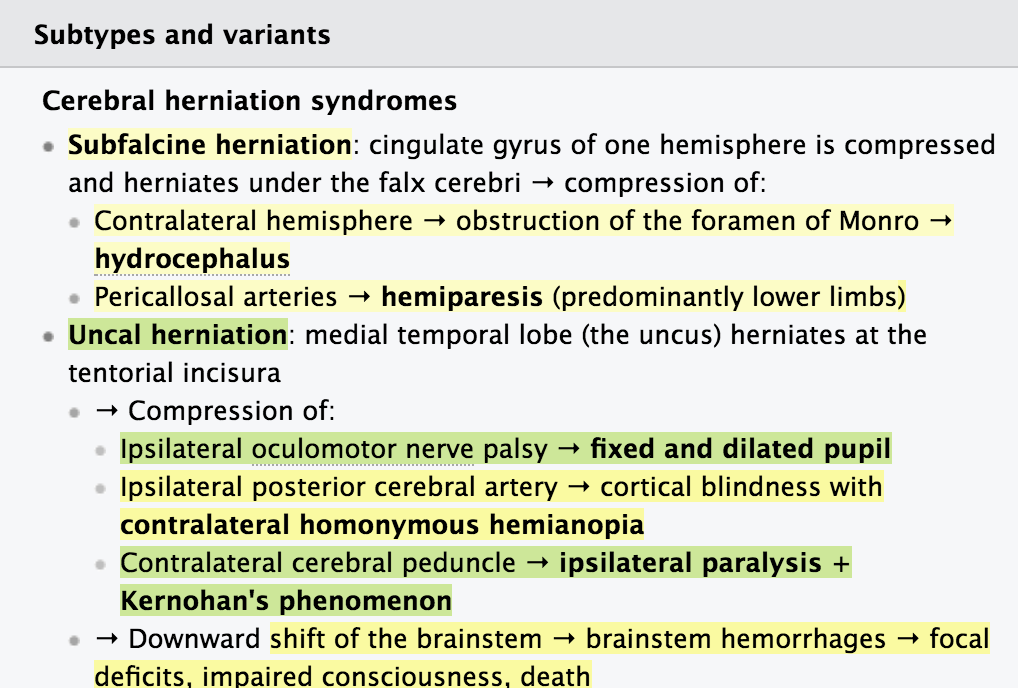 Subtypes and variants
Cerebral herniation syndromes
Subfalcine herniation: cingulate gyrus of one hemisphere is compressed
and herniates under the falx cerebri → compression of:
Contralateral hemisphere → obstruction of the foramen of Monro →
hydrocephalus
Pericallosal arteries → hemiparesis (predominantly lower limbs)
Uncal herniation: medial temporal lobe (the uncus) herniates at the
tentorial incisura
→ Compression of:
Ipsilateral oculomotor nerve palsy → fixed and dilated pupil
Ipsilateral posterior cerebral artery → cortical blindness with
contralateral homonymous hemianopia
Contralateral cerebral peduncle → ipsilateral paralysis +
Kernohan's phenomenon
→ Downward shift of the brainstem → brainstem hemorrhages → focal
deficits, impaired consciousness, death